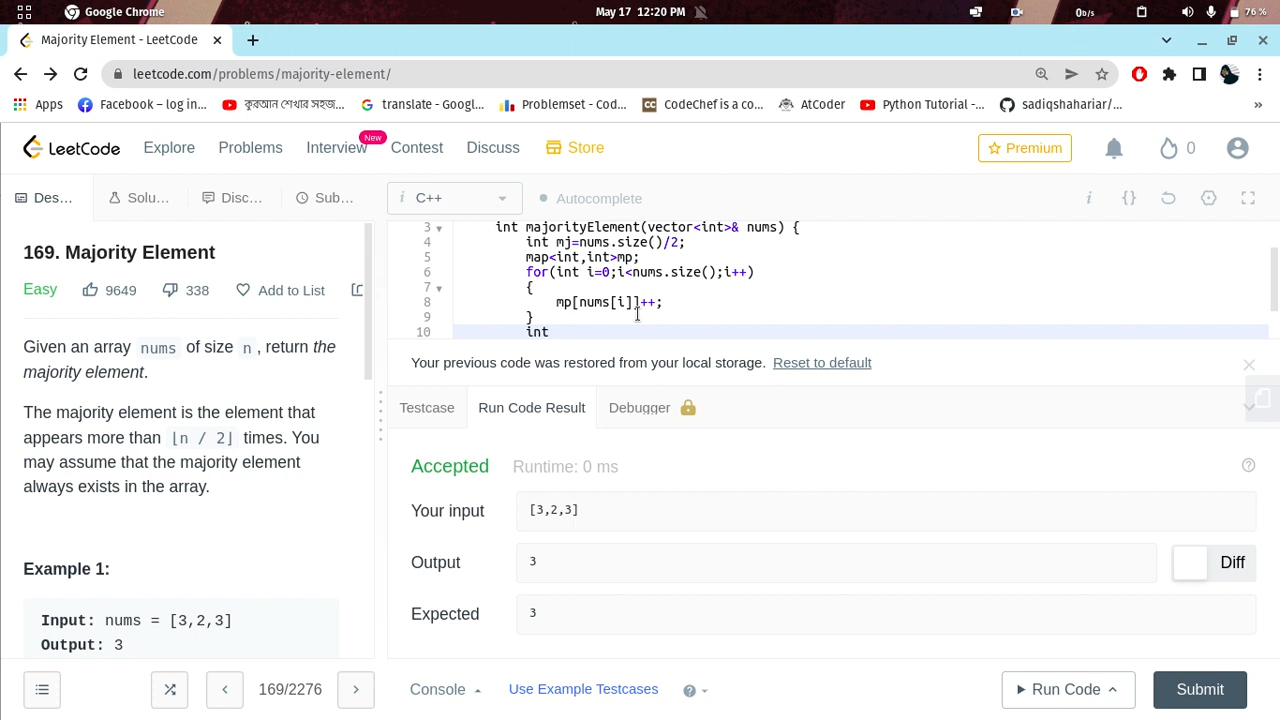 Google Chrome
May 17 12:20 PM
0b/s
76 %
Majority Element - LeetCode
leetcode.com/problems/majority-element/
Apps
Facebook – log in...
কুরআন শেখার সহজ...
translate - Googl...
Problemset - Cod...
CodeChef is a co...
AtCoder
Python Tutorial -...
sadiqshahariar/...
»
LeetCode
Explore
Problems
Interview
New
Contest
Discuss
Store
Premium
0
Des...
Solu...
Disc...
Sub...
i C++
Autocomplete
i {}
169. Majority Element
Easy
9649
338
Add to List
Given an array nums of size n, return the
majority element.
The majority element is the element that
appears more than ⌊n / 2⌋ times. You
may assume that the majority element
always exists in the array.
Example 1:
Input: nums = [3,2,3]
Output: 3
3 int majorityElement(vector<int>& nums) {
4 int mj=nums.size()/2;
5 map<int,int>mp;
6 for(int i=0;i<nums.size();i++)
7 {
8 mp[nums[i]]++;
9 }
10 int
Your previous code was restored from your local storage. Reset to default
Testcase
Run Code Result
Debugger
Accepted
Runtime: 0 ms
Your input
[3,2,3]
Output
3
Diff
Expected
3
169/2276
Console
Use Example Testcases
Run Code
Submit